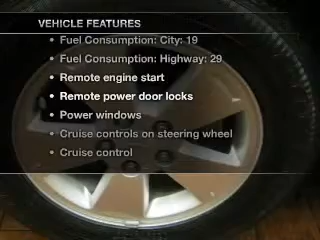 VEHICLE FEATURES
• Fuel Consumption: City: 19
• Fuel Consumption: Highway: 29
• Remote engine start
• Remote power door locks
• Power windows
• Cruise controls on steering wheel
• Cruise control